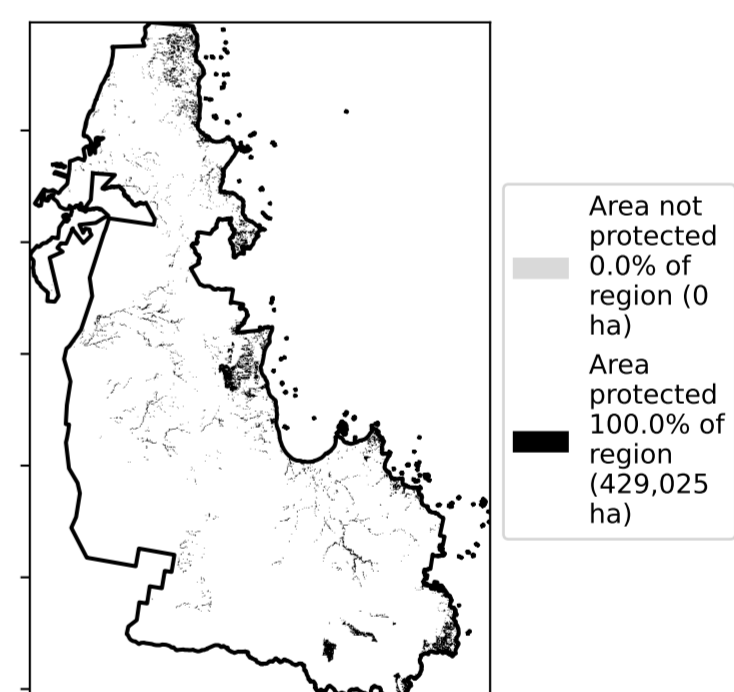 Area not
protected
0.0% of
region (0
ha)
Area
protected
100.0% of
region
(429,025
ha)